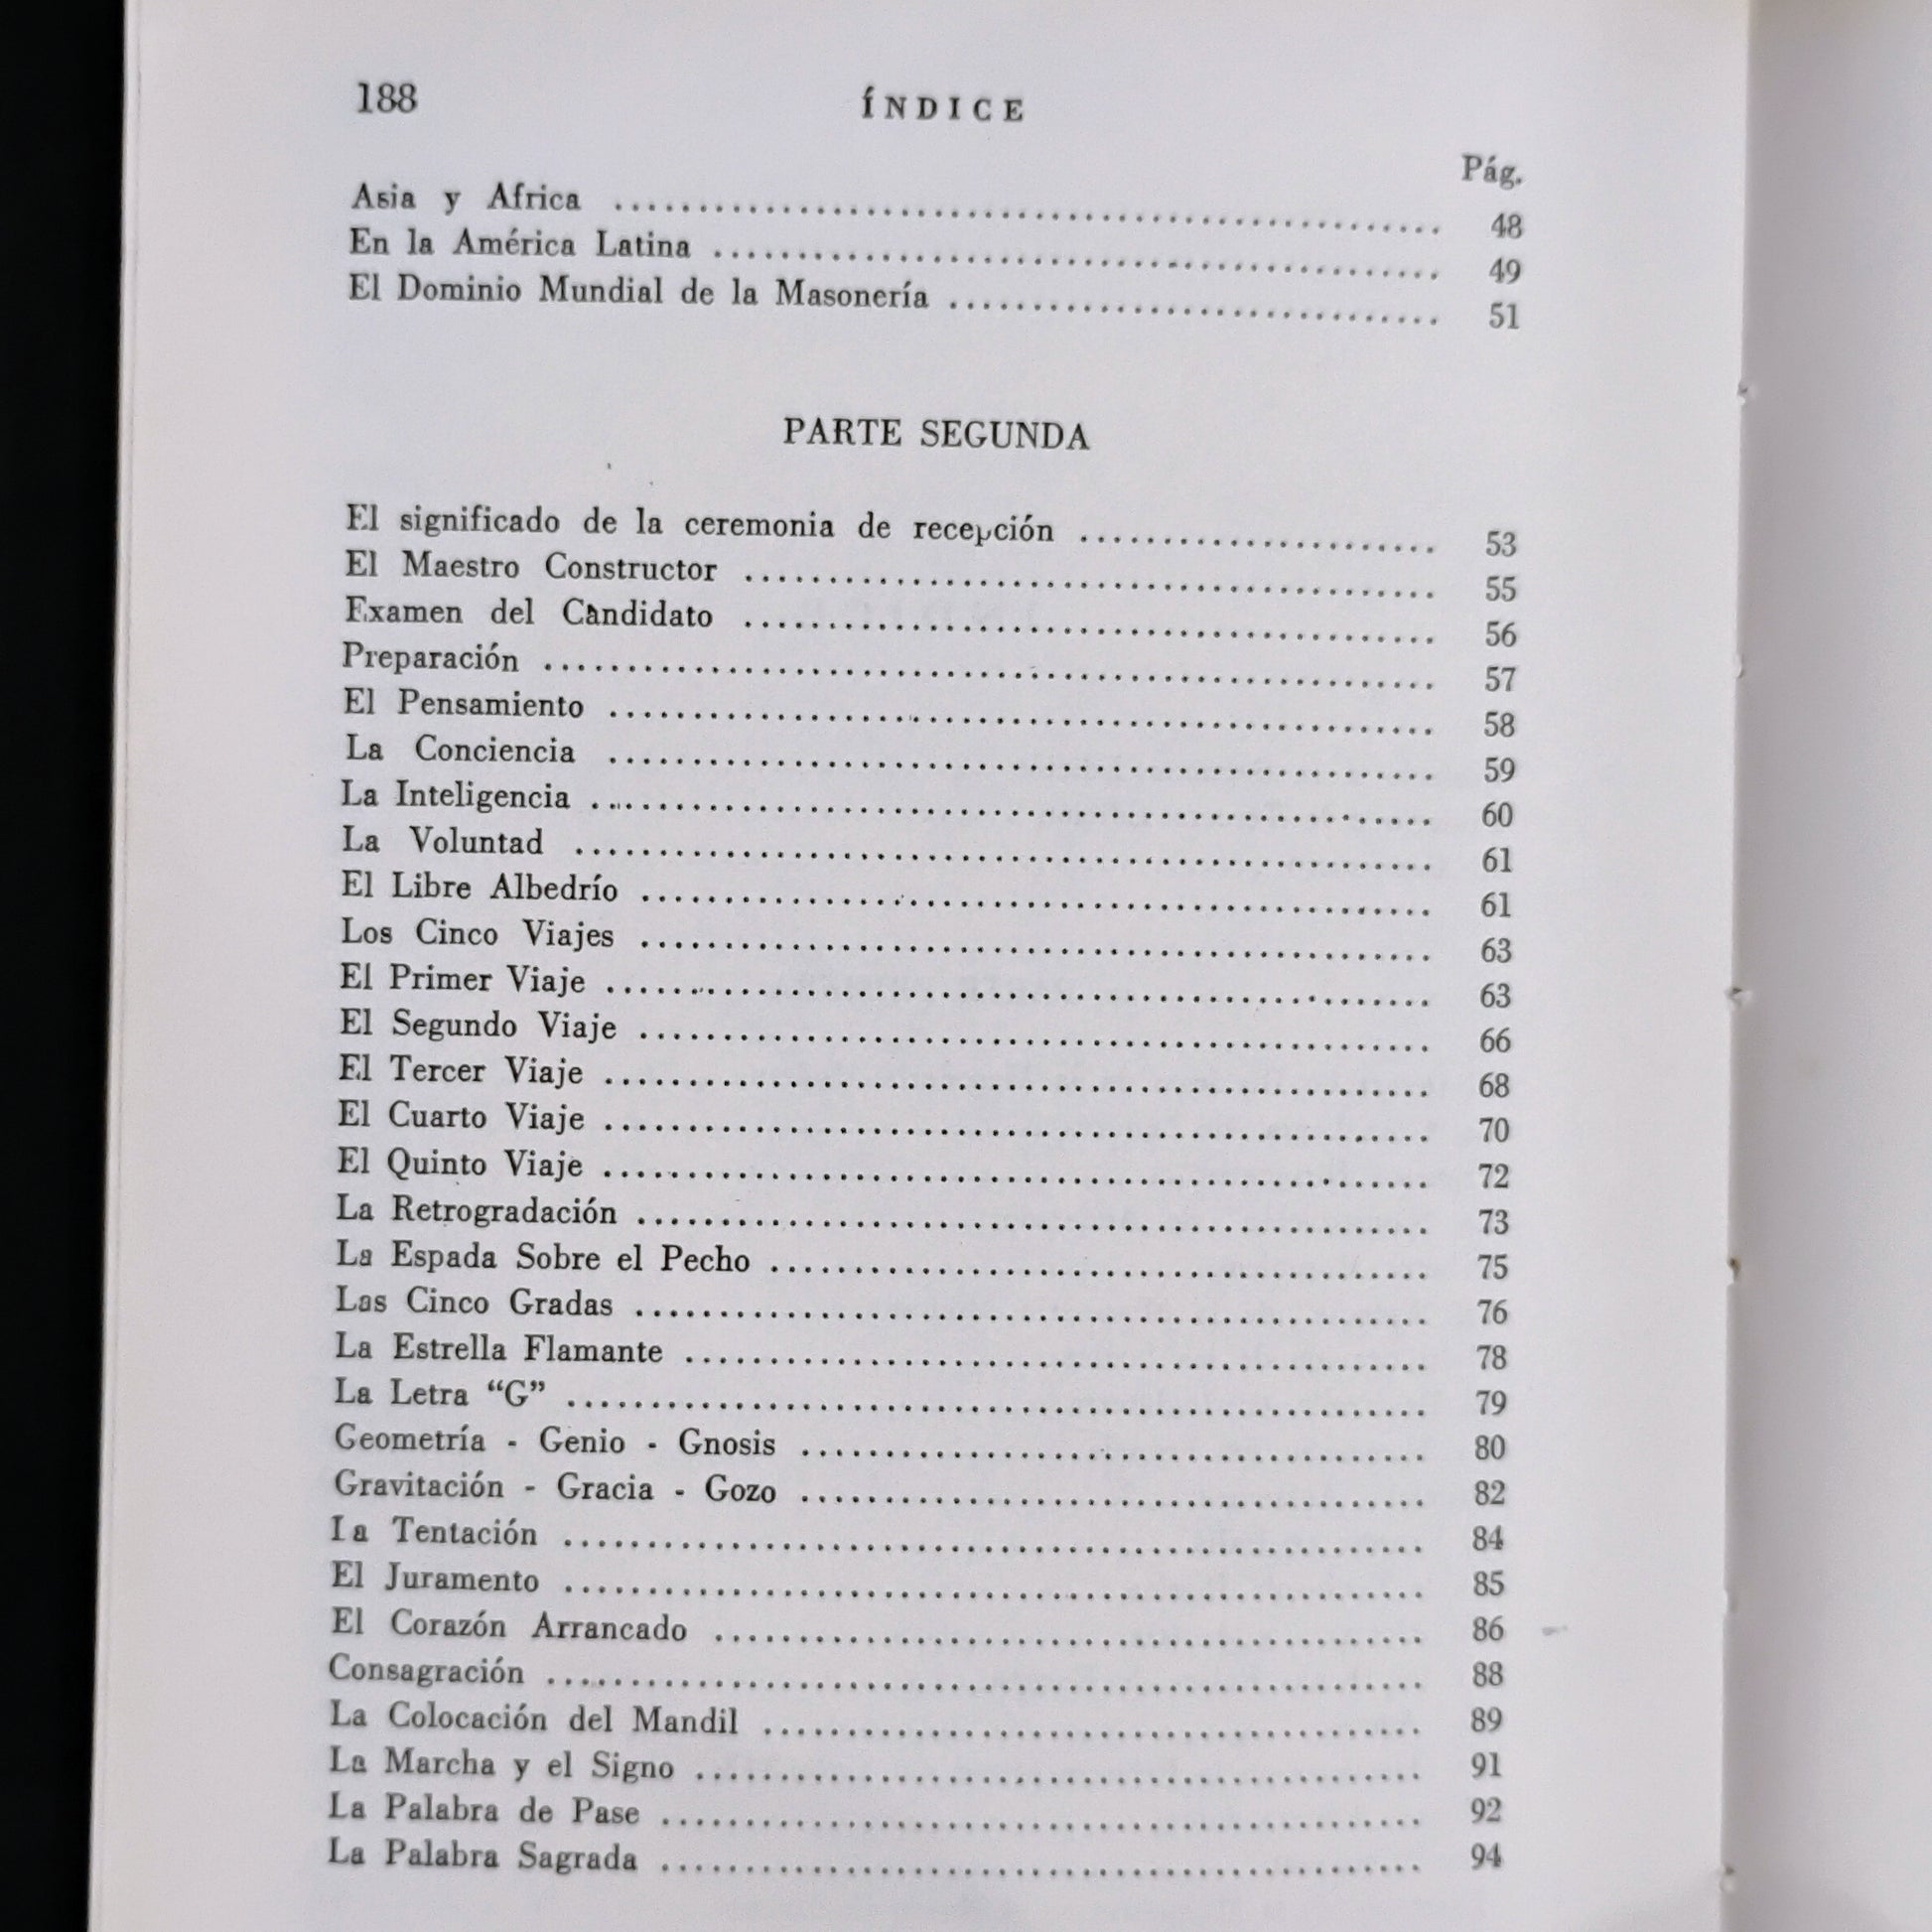 188 ÍNDICE
Pág.
Asia y Africa ........ 48
En la América Latina ........ 49
El Dominio Mundial de la Masonería ........ 51
PARTE SEGUNDA
El significado de la ceremonia de recepción ........ 53
El Maestro Constructor ........ 55
Examen del Candidato ........ 56
Preparación ........ 57
El Pensamiento ........ 58
La Conciencia ........ 59
La Inteligencia ........ 60
La Voluntad ........ 61
El Libre Albedrío ........ 61
Los Cinco Viajes ........ 63
El Primer Viaje ........ 63
El Segundo Viaje ........ 66
El Tercer Viaje ........ 68
El Cuarto Viaje ........ 70
El Quinto Viaje ........ 72
La Retrogradación ........ 73
La Espada Sobre el Pecho ........ 75
Las Cinco Gradas ........ 76
La Estrella Flamante ........ 78
La Letra “G” ........ 79
Geometría - Genio - Gnosis ........ 80
Gravitación - Gracia - Gozo ........ 82
La Tentación ........ 84
El Juramento ........ 85
El Corazón Arrancado ........ 86
Consagración ........ 88
La Colocación del Mandil ........ 89
La Marcha y el Signo ........ 91
La Palabra de Pase ........ 92
La Palabra Sagrada ........ 94